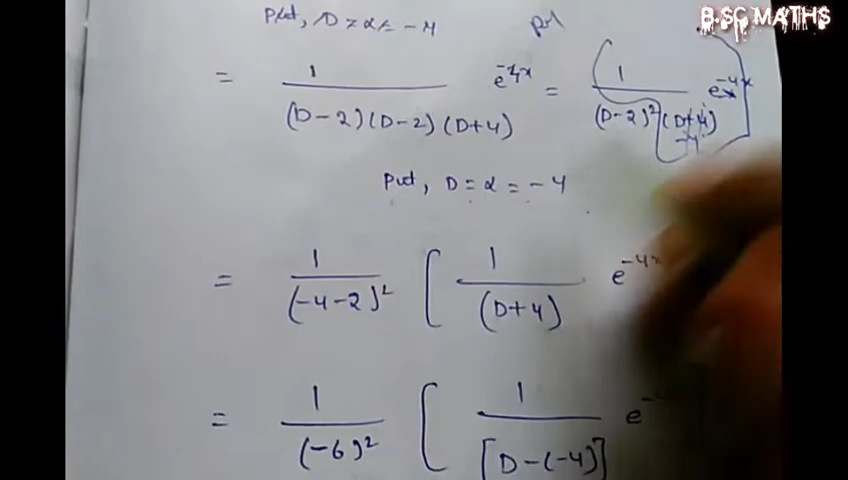 B.SC MATHS
Put, D = α = -4
= 1 / (D-2)(D-2)(D+4) e^-4x = 1 / (D-2)² (D+4) e^-4x
-4
Put, D = α = -4
= 1 / (-4-2)² [ 1 / (D+4) e^-4x
= 1 / (-6)² [ 1 / [D-(-4)] e^-